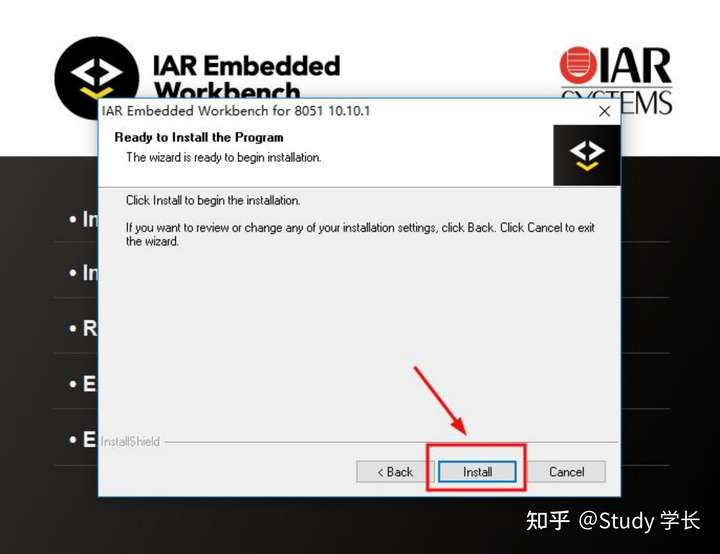 IAR Embedded
Workbench
IAR
SYSTEMS
IAR Embedded Workbench for 8051 10.10.1
Ready to Install the Program
The wizard is ready to begin installation.
Click Install to begin the installation.
If you want to review or change any of your installation settings, click Back. Click Cancel to exit
the wizard.
• In
• In
• R
• E
• E
InstallShield
< Back
Install
Cancel
知乎 @Study 学长